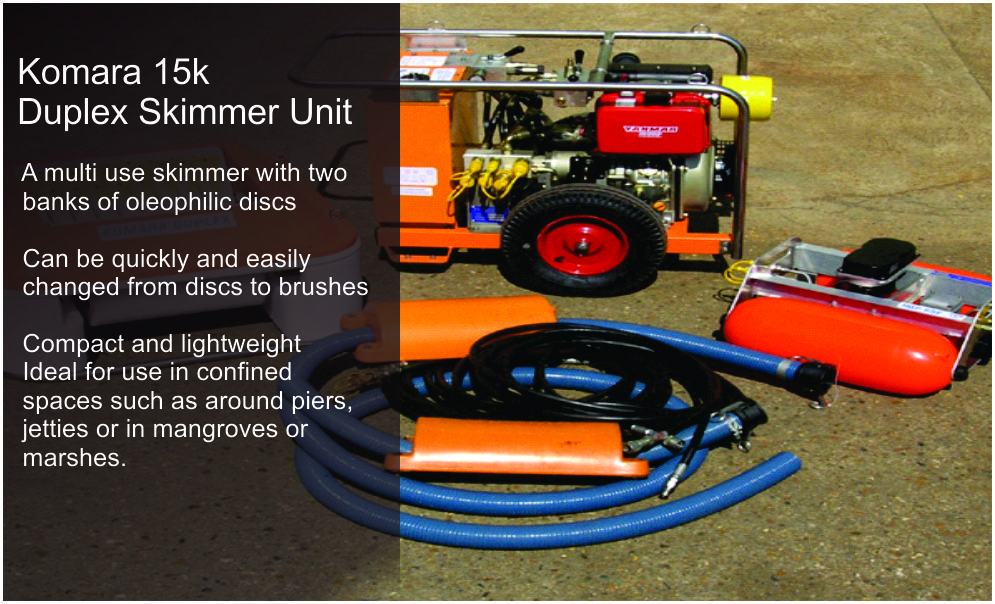 Komara 15k
Duplex Skimmer Unit
A multi use skimmer with two
banks of oleophilic discs
Can be quickly and easily
changed from discs to brushes
Compact and lightweight
Ideal for use in confined
spaces such as around piers,
jetties or in mangroves or
marshes.
YANMAR
KOMARA DUPLEX